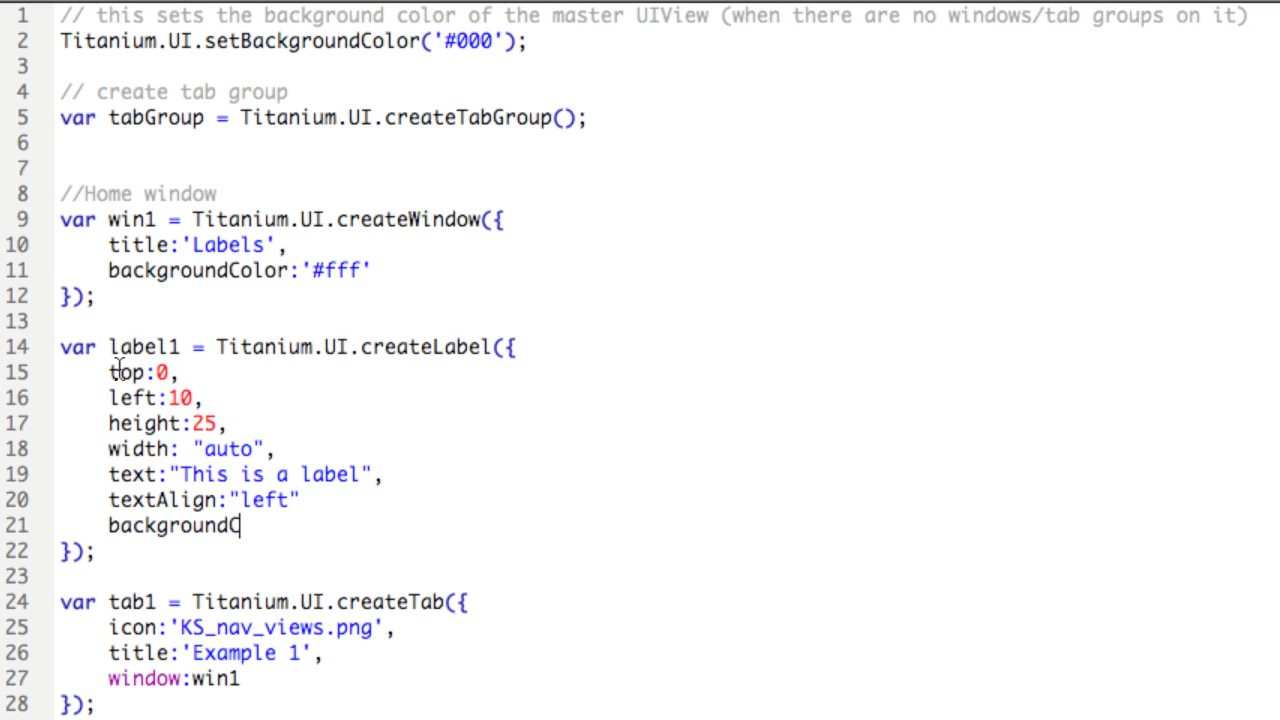 1 // this sets the background color of the master UIView (when there are no windows/tab groups on it)
2 Titanium.UI.setBackgroundColor('#000');
3
4 // create tab group
5 var tabGroup = Titanium.UI.createTabGroup();
6
7
8 //Home window
9 var win1 = Titanium.UI.createWindow({
10 title:'Labels',
11 backgroundColor:'#fff'
12 });
13
14 var label1 = Titanium.UI.createLabel({
15 top:0,
16 left:10,
17 height:25,
18 width: "auto",
19 text:"This is a label",
20 textAlign:"left"
21 backgroundC
22 });
23
24 var tab1 = Titanium.UI.createTab({
25 icon:'KS_nav_views.png',
26 title:'Example 1',
27 window:win1
28 });